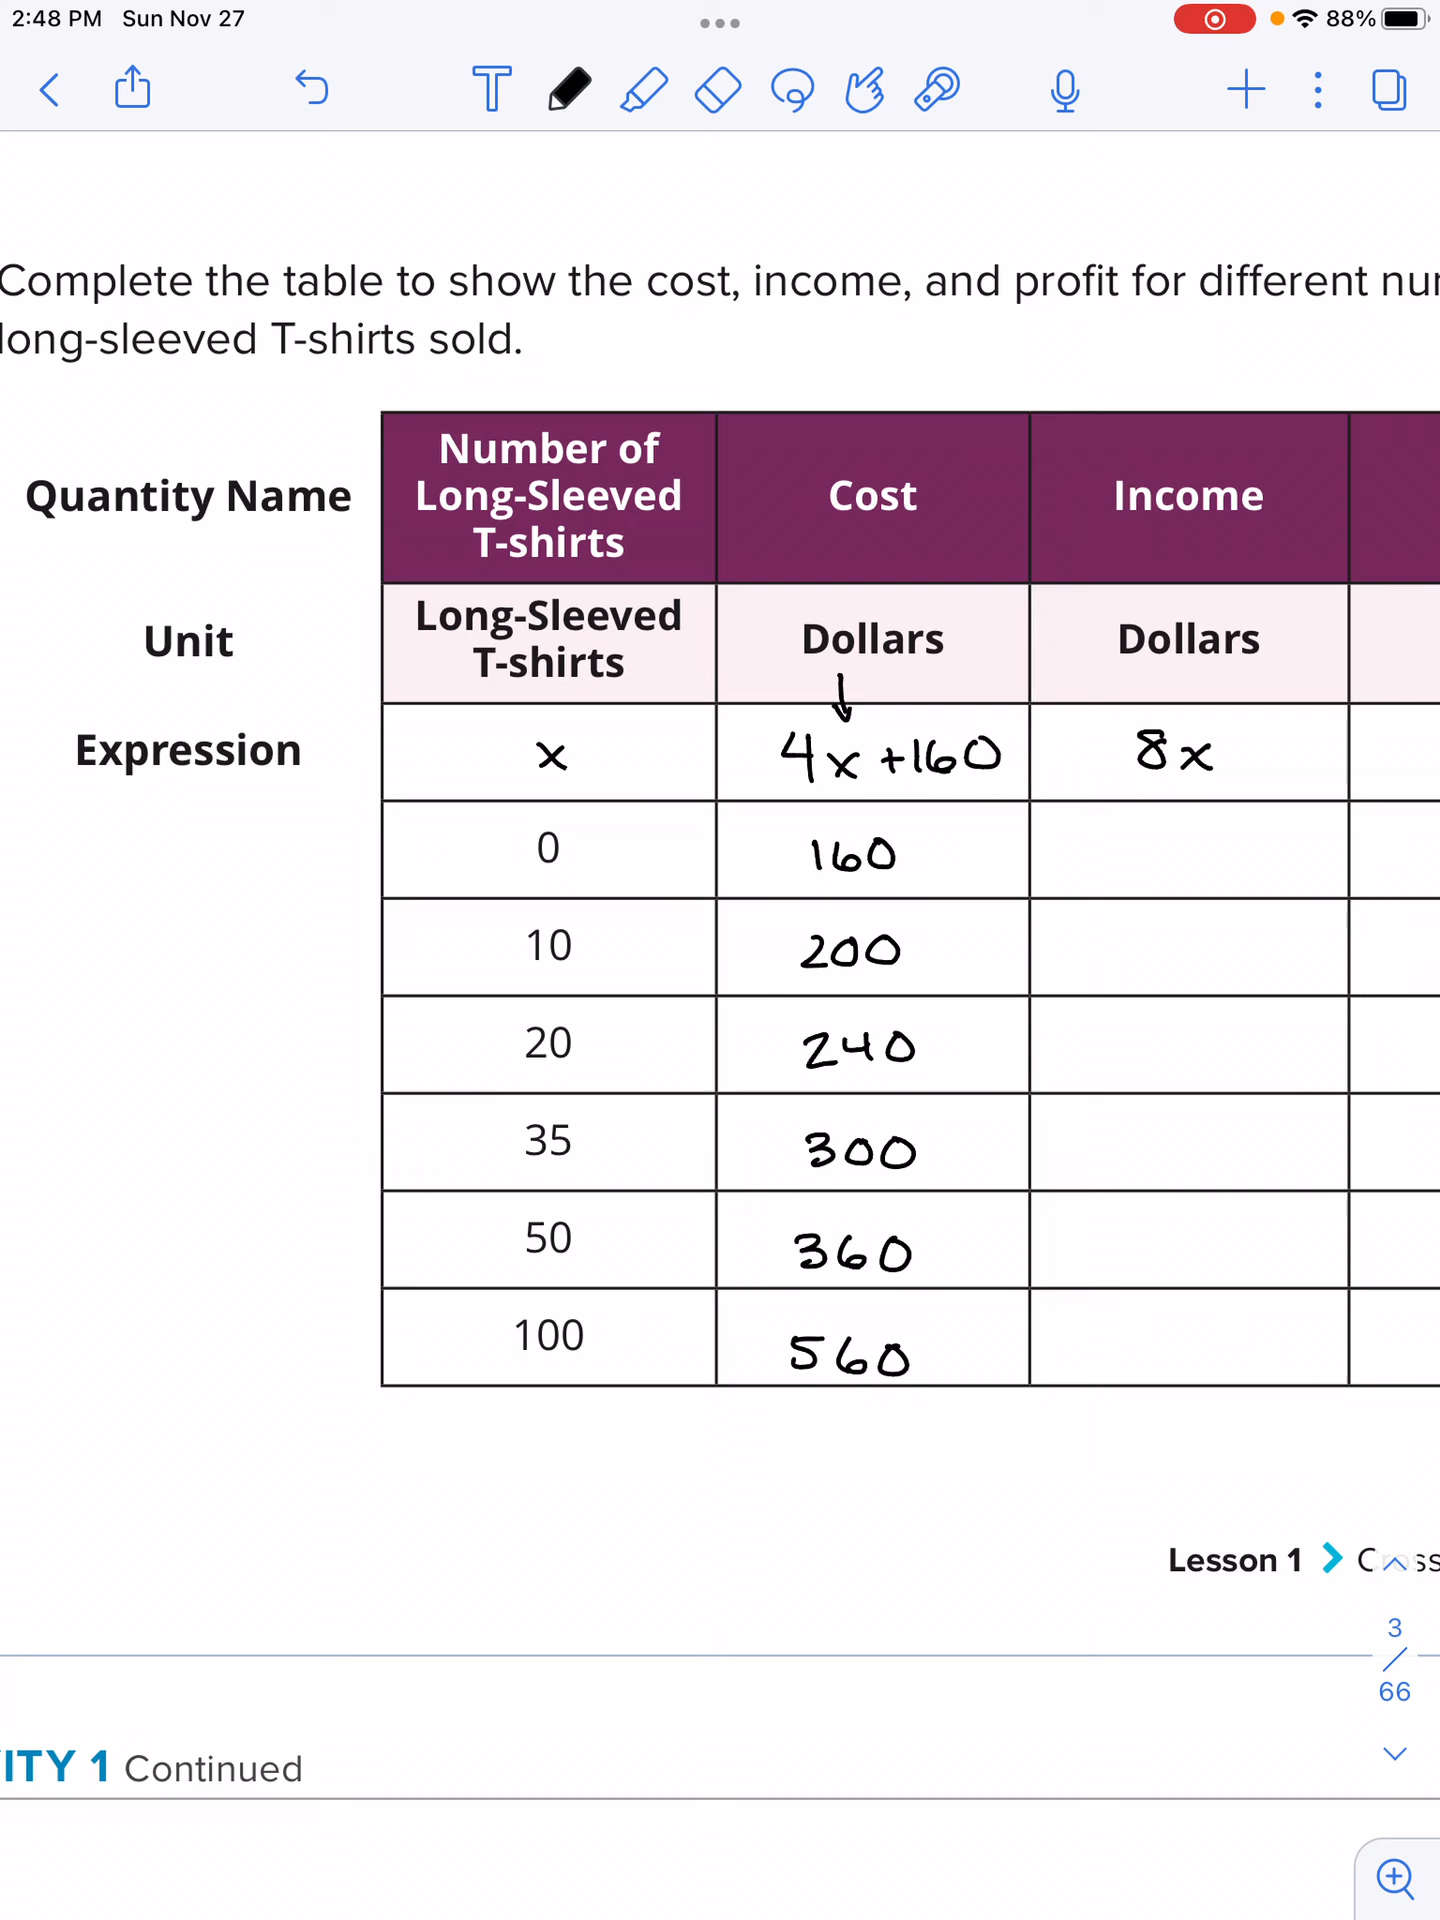 2:48 PM Sun Nov 27
88%
Complete the table to show the cost, income, and profit for different
long-sleeved T-shirts sold.
Quantity Name
Number of
Long-Sleeved
T-shirts
Cost
Income
Unit
Long-Sleeved
T-shirts
Dollars
Dollars
Expression
x
4x +160
8x
0
160
10
200
20
240
35
300
50
360
100
560
Lesson 1
3
/
66
1 Continued